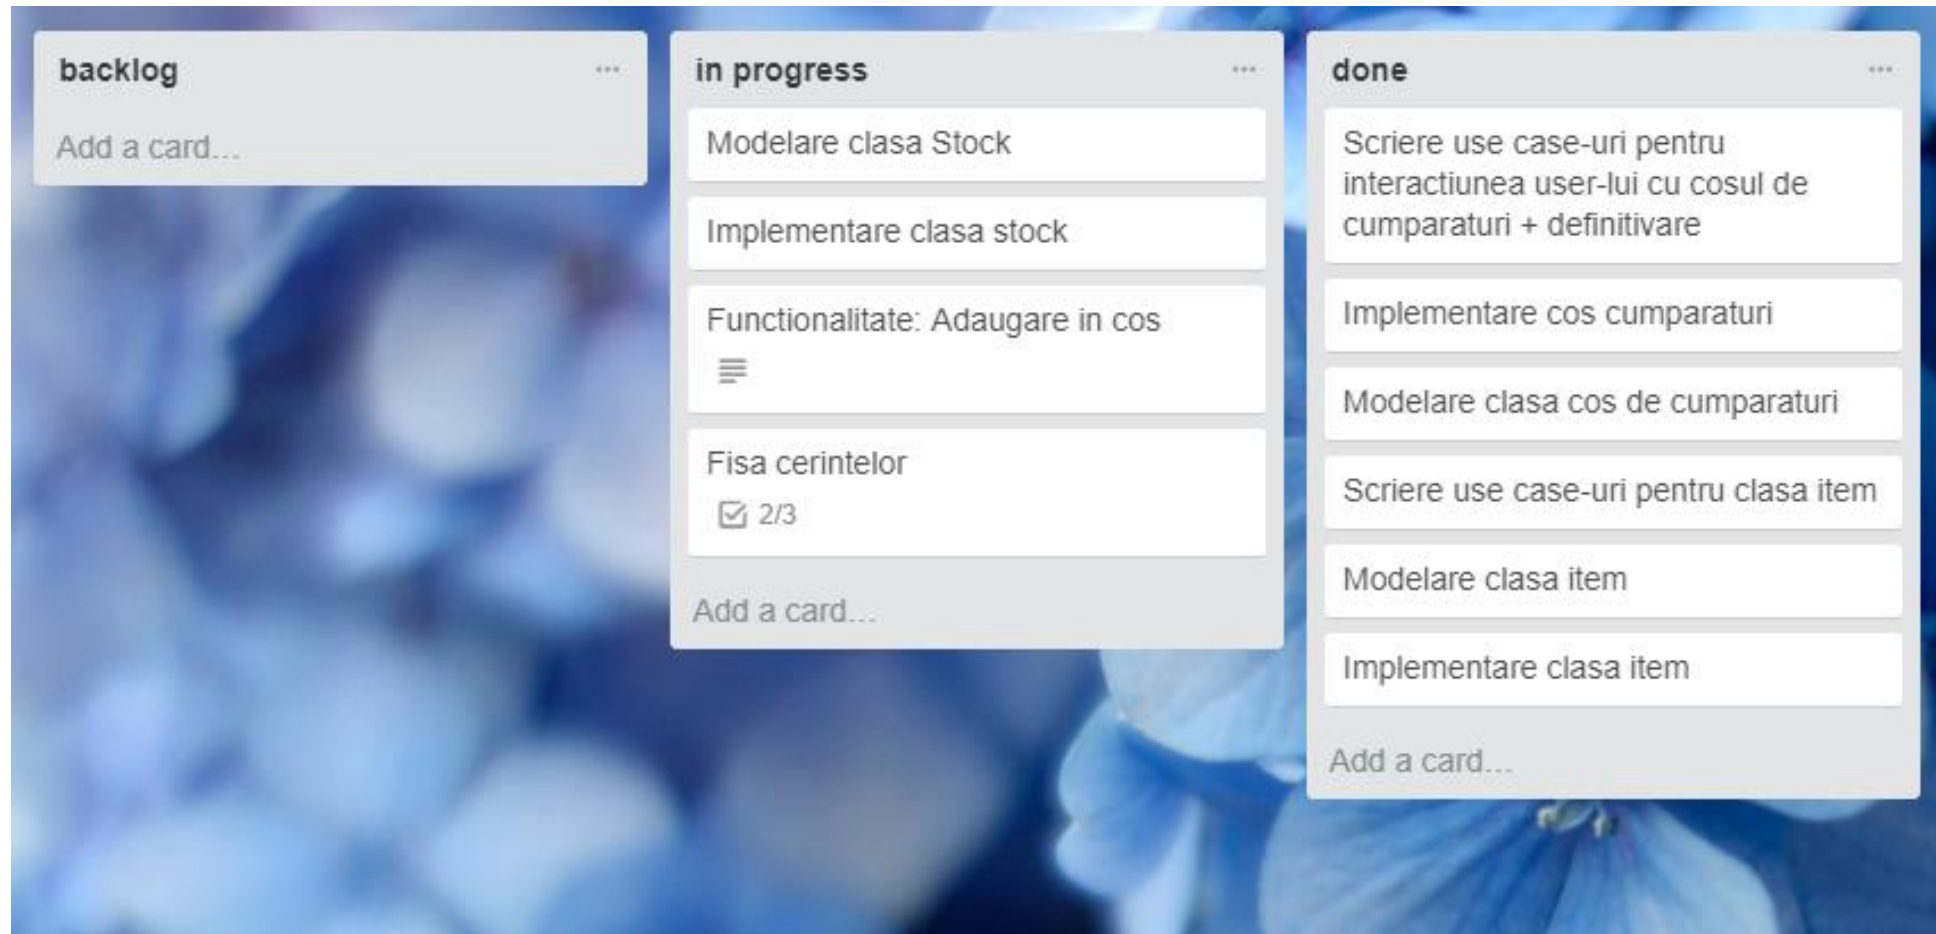 backlog
Add a card...
in progress
Modelare clasa Stock
Implementare clasa stock
Functionalitate: Adaugare in cos
Fisa cerintelor
2/3
Add a card...
done
Scriere use case-uri pentru
interactiunea user-lui cu cosul de
cumparaturi + definitivare
Implementare cos cumparaturi
Modelare clasa cos de cumparaturi
Scriere use case-uri pentru clasa item
Modelare clasa item
Implementare clasa item
Add a card...